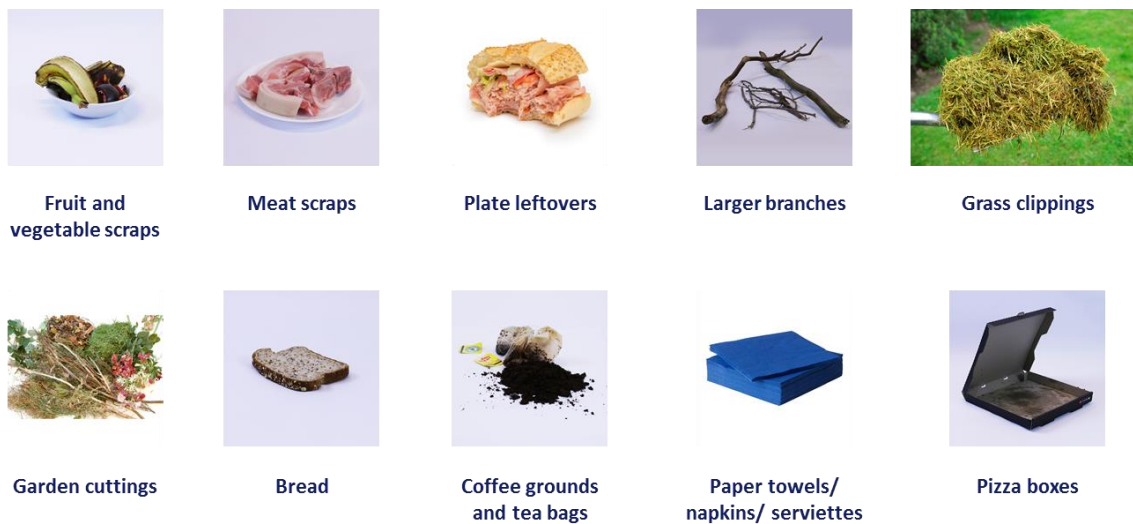 Fruit and
vegetable scraps
Meat scraps
Plate leftovers
Larger branches
Grass clippings
Garden cuttings
Bread
Coffee grounds
and tea bags
Paper towels/
napkins/ serviettes
Pizza boxes